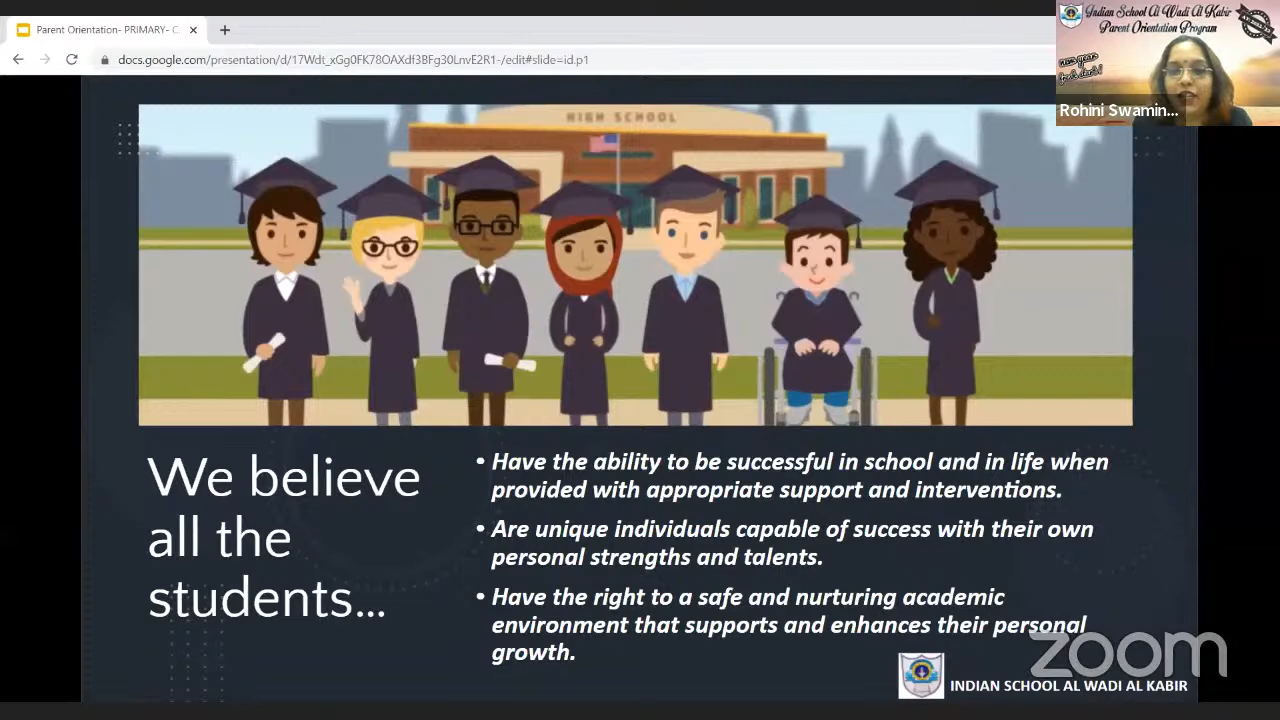 Parent Orientation- PRIMARY- C
docs.google.com/presentation/d/17Wdt_xGg0FK78OAXdf3BFg30LnvE2R1-/edit#slide=id.p1
Indian School Al Wadi Al Kabir
Parent Orientation Program
Rohini Swamin...
HIGH SCHOOL
We believe
all the
students...
• Have the ability to be successful in school and in life when
provided with appropriate support and interventions.
• Are unique individuals capable of success with their own
personal strengths and talents.
• Have the right to a safe and nurturing academic
environment that supports and enhances their personal
growth.
zoom
INDIAN SCHOOL AL WADI AL KABIR